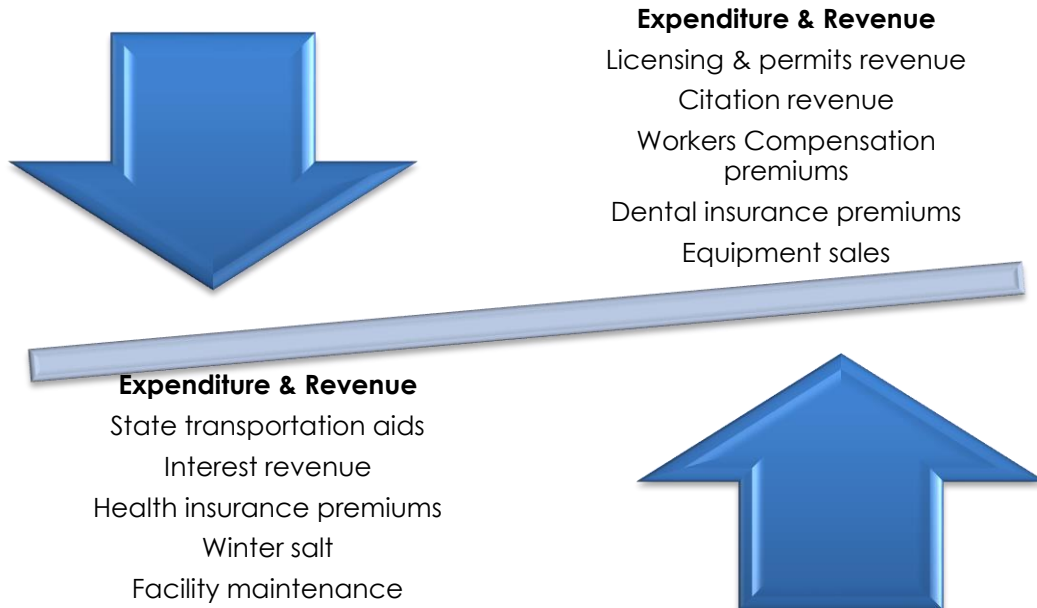 Expenditure & Revenue
Licensing & permits revenue
Citation revenue
Workers Compensation
premiums
Dental insurance premiums
Equipment sales
Expenditure & Revenue
State transportation aids
Interest revenue
Health insurance premiums
Winter salt
Facility maintenance